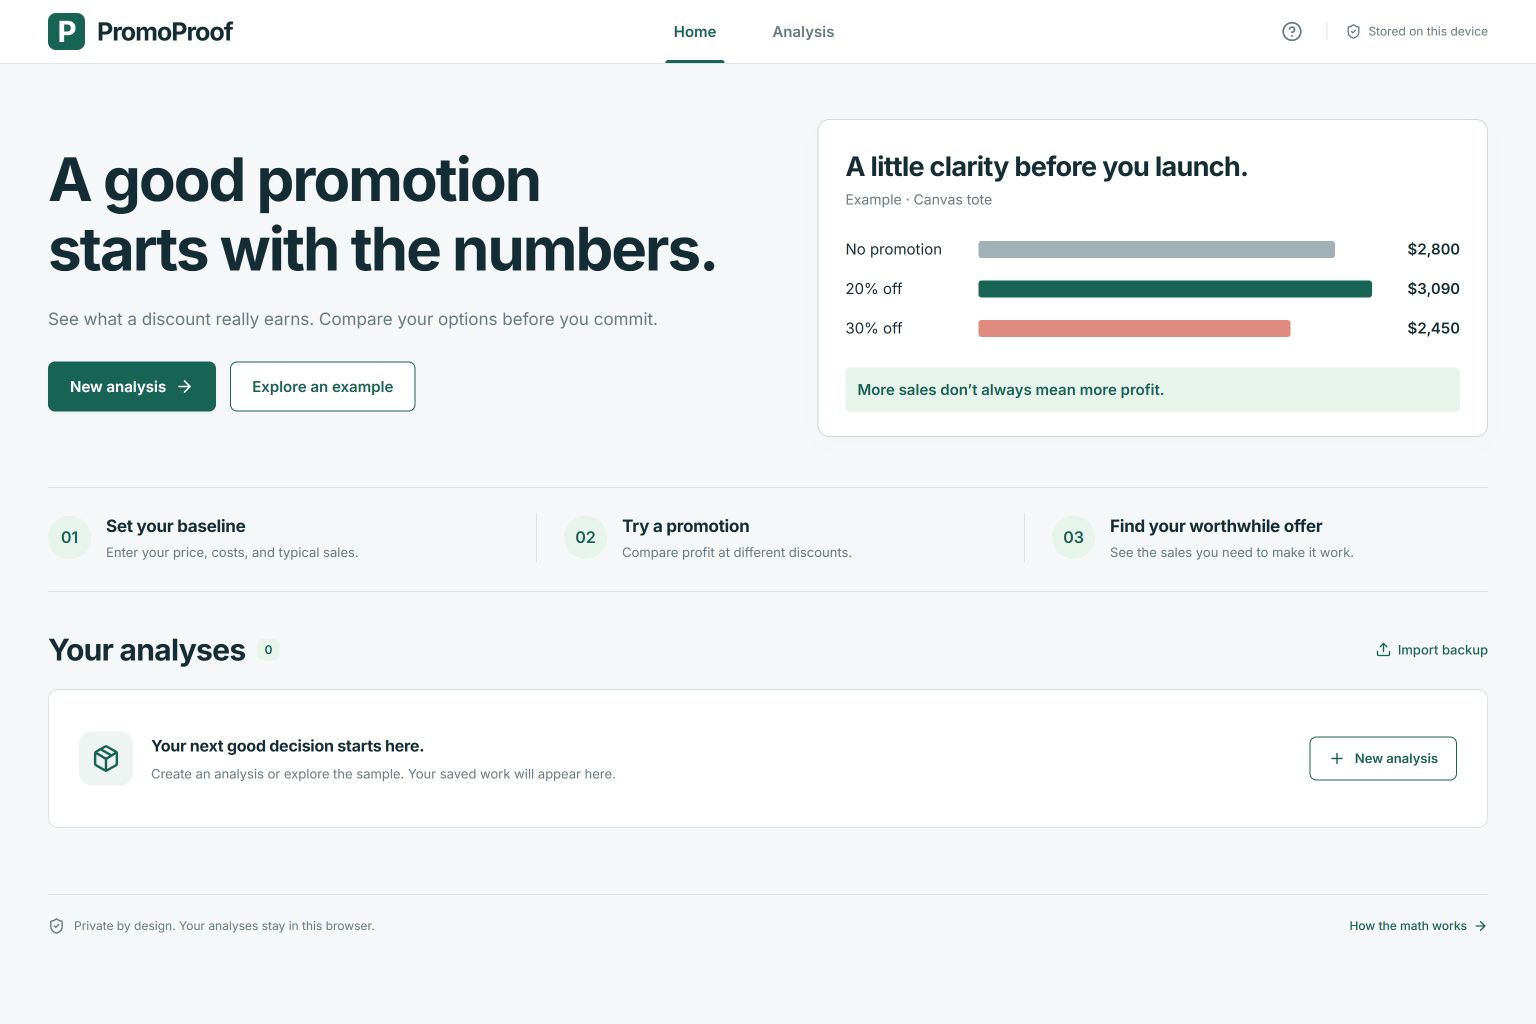 P PromoProof
Home
Analysis
Stored on this device
A good promotion
starts with the numbers.
See what a discount really earns. Compare your options before you commit.
New analysis
Explore an example
A little clarity before you launch.
Example · Canvas tote
No promotion $2,800
20% off $3,090
30% off $2,450
More sales don’t always mean more profit.
01
Set your baseline
Enter your price, costs, and typical sales.
02
Try a promotion
Compare profit at different discounts.
03
Find your worthwhile offer
See the sales you need to make it work.
Your analyses 0
Import backup
Your next good decision starts here.
Create an analysis or explore the sample. Your saved work will appear here.
New analysis
Private by design. Your analyses stay in this browser.
How the math works